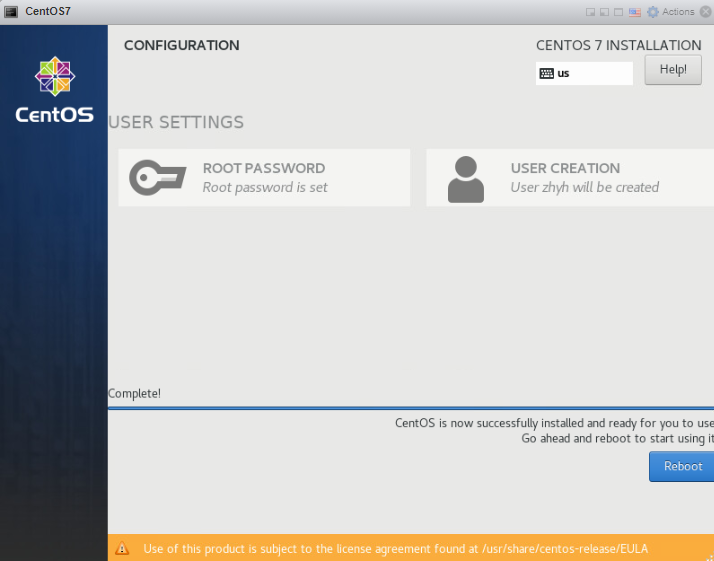 CentOS7
Actions
CentOS
CONFIGURATION
CENTOS 7 INSTALLATION
us
Help!
USER SETTINGS
ROOT PASSWORD
Root password is set
USER CREATION
User zhyh will be created
Complete!
CentOS is now successfully installed and ready for you to use
Go ahead and reboot to start using it
Reboot
Use of this product is subject to the license agreement found at /usr/share/centos-release/EULA